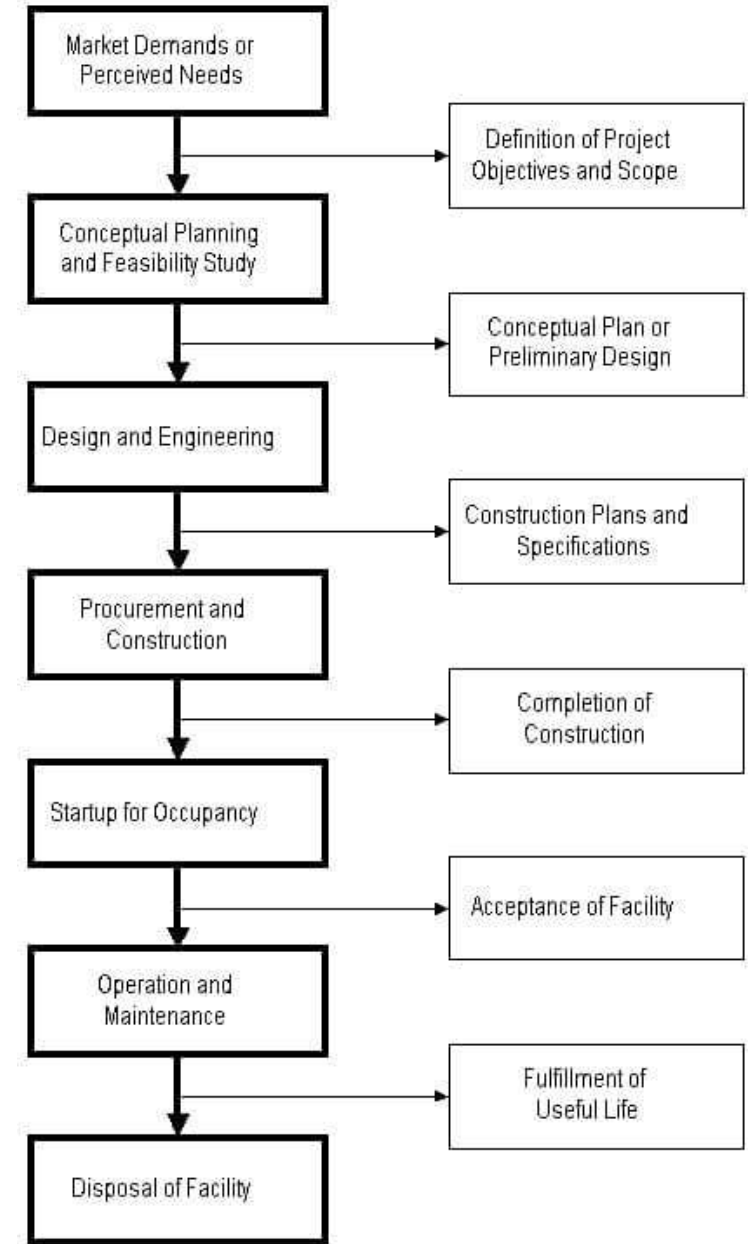 Market Demands or
Perceived Needs
Definition of Project
Objectives and Scope
Conceptual Planning
and Feasibility Study
Conceptual Plan or
Preliminary Design
Design and Engineering
Construction Plans and
Specifications
Procurement and
Construction
Completion of
Construction
Startup for Occupancy
Acceptance of Facility
Operation and
Maintenance
Fulfillment of
Useful Life
Disposal of Facility